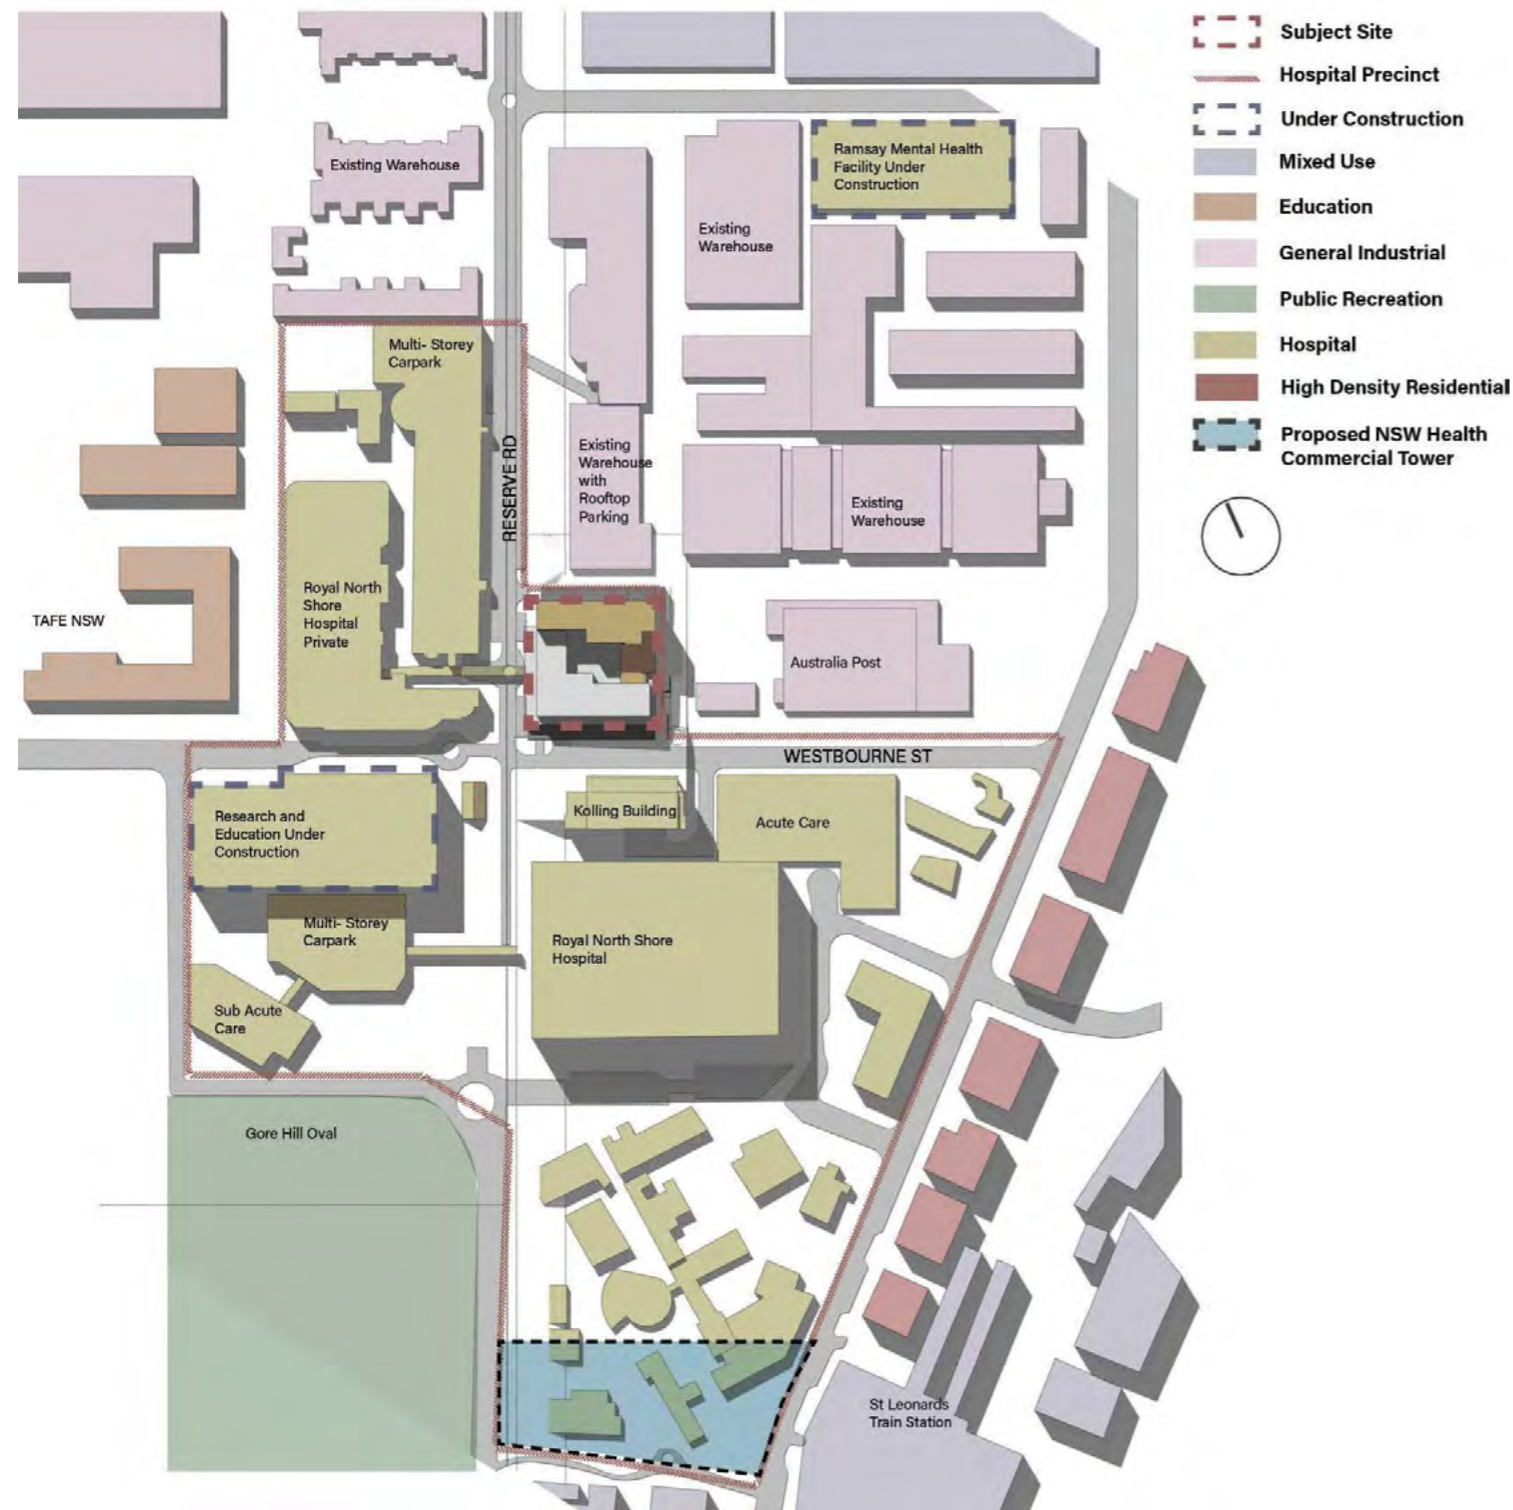 Subject Site
Hospital Precinct
Under Construction
Mixed Use
Education
General Industrial
Public Recreation
Hospital
High Density Residential
Proposed NSW Health
Commercial Tower
Existing Warehouse
Ramsay Mental Health
Facility Under
Construction
Existing
Warehouse
Multi- Storey
Carpark
RESERVE RD
Existing
Warehouse
with
Rooftop
Parking
Existing
Warehouse
Royal North
Shore
Hospital
Private
TAFE NSW
Australia Post
WESTBOURNE ST
Research and
Education Under
Construction
Kolling Building
Acute Care
Multi- Storey
Carpark
Royal North Shore
Hospital
Sub Acute
Care
Gore Hill Oval
St Leonards
Train Station